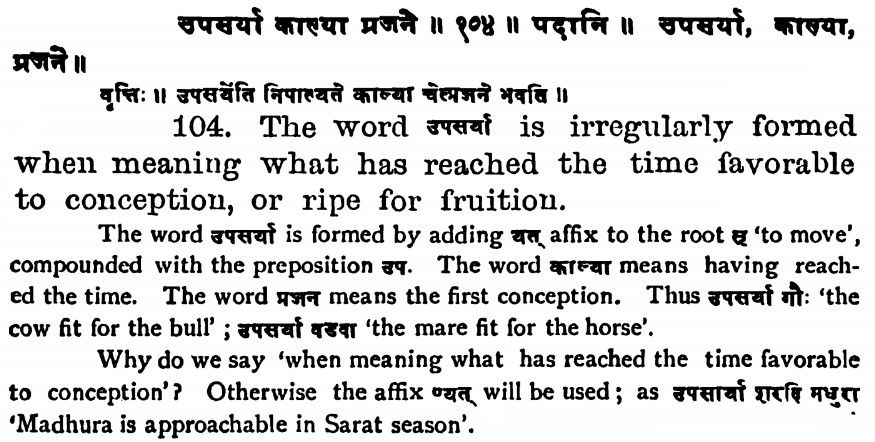 उपसर्या काल्या प्रजने ॥ १०४ ॥ पदानि ॥ उपसर्या, काल्या,
प्रजने ॥
वृत्तिः ॥ उपसर्येति निपात्यते काल्या चेत्प्रजने भवति ॥
104. The word उपसर्या is irregularly formed
when meaning what has reached the time favorable
to conception, or ripe for fruition.
The word उपसर्या is formed by adding यत् affix to the root सृ 'to move',
compounded with the preposition उप. The word काल्या means having reach-
ed the time. The word प्रजन means the first conception. Thus उपसर्या गौः 'the
cow fit for the bull' ; उपसर्या वडवा 'the mare fit for the horse'.
Why do we say 'when meaning what has reached the time favorable
to conception'? Otherwise the affix ण्यत् will be used ; as उपसार्या शरदि मधुरा
'Madhura is approachable in Sarat season'.